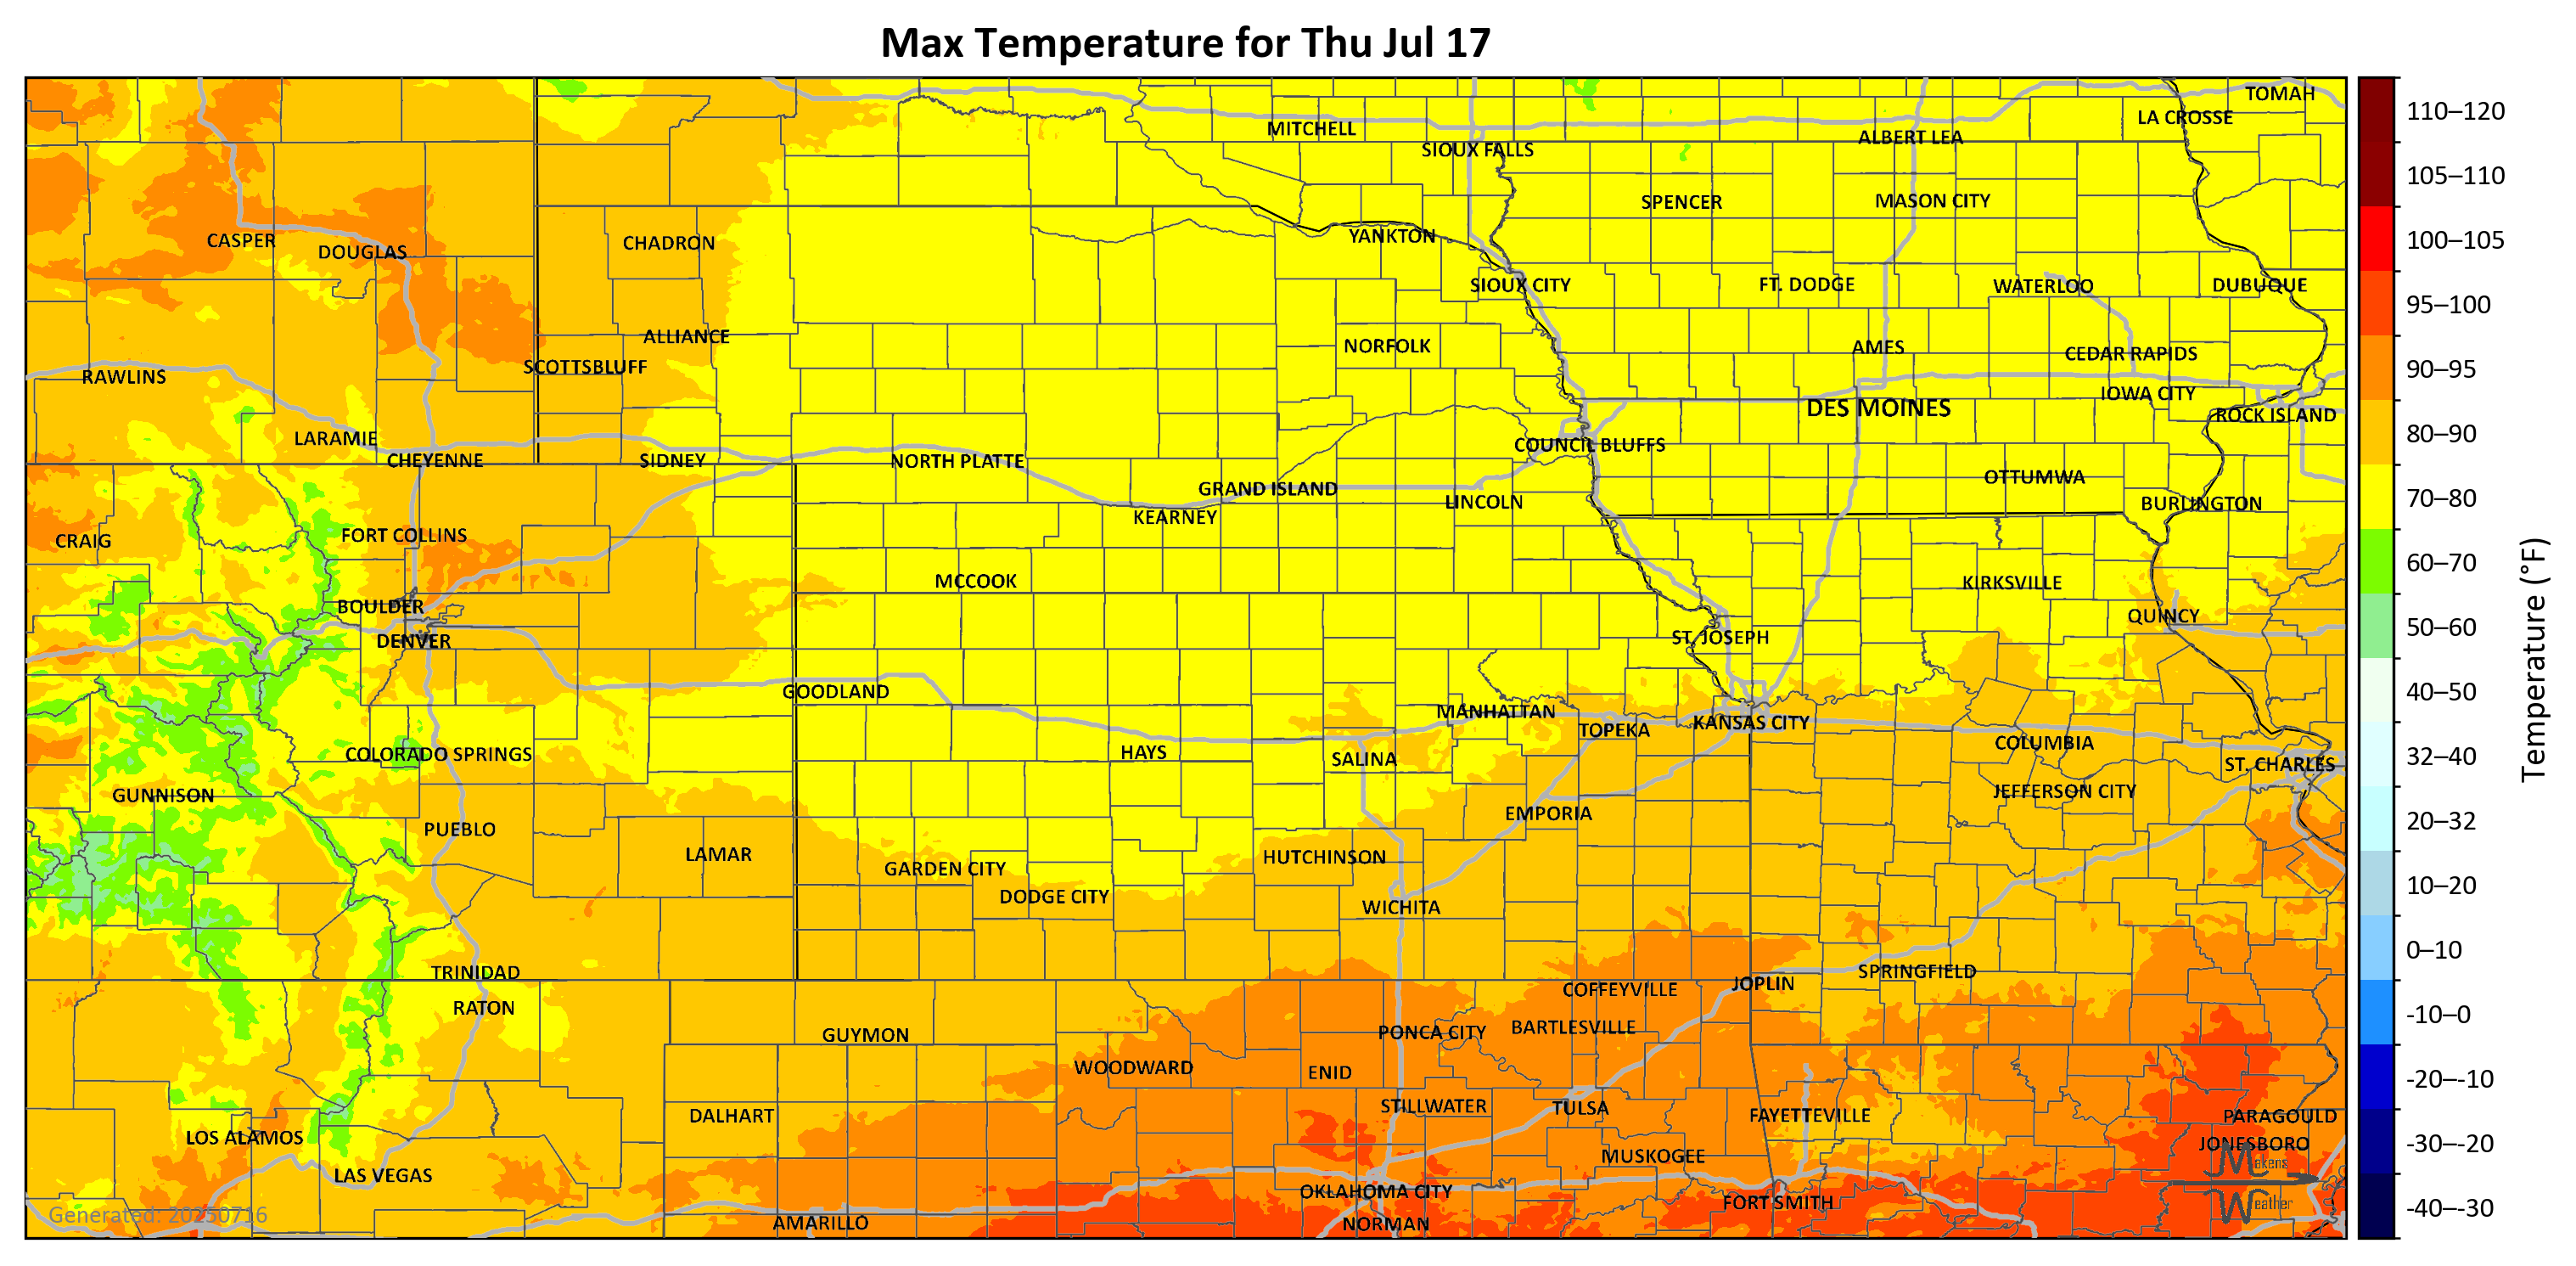 Max Temperature for Thu Jul 17
TOMAH
LA CROSSE
MITCHELL
ALBERT LEA
SIOUX FALLS
SPENCER
MASON CITY
CASPER
DOUGLAS
CHADRON
YANKTON
SIOUX CITY
FT. DODGE
WATERLOO
DUBUQUE
ALLIANCE
NORFOLK
AMES
CEDAR RAPIDS
SCOTTSBLUFF
RAWLINS
IOWA CITY
DES MOINES
ROCK ISLAND
LARAMIE
COUNCIL BLUFFS
CHEYENNE
SIDNEY
NORTH PLATTE
OTTUMWA
GRAND ISLAND
LINCOLN
BURLINGTON
KEARNEY
FORT COLLINS
CRAIG
MCCOOK
KIRKSVILLE
BOULDER
QUINCY
DENVER
ST. JOSEPH
GOODLAND
MANHATTAN
KANSAS CITY
TOPEKA
COLUMBIA
COLORADO SPRINGS
HAYS
SALINA
ST. CHARLES
GUNNISON
JEFFERSON CITY
EMPORIA
PUEBLO
LAMAR
HUTCHINSON
GARDEN CITY
DODGE CITY
WICHITA
TRINIDAD
SPRINGFIELD
JOPLIN
COFFEYVILLE
RATON
GUYMON
PONCA CITY
BARTLESVILLE
WOODWARD
ENID
STILLWATER
TULSA
DALHART
FAYETTEVILLE
PARAGOULD
LOS ALAMOS
JONESBORO
MUSKOGEE
LAS VEGAS
OKLAHOMA CITY
FORT SMITH
AMARILLO
NORMAN
Generated: 20250716
Makens
Weather
110–120
105–110
100–105
95–100
90–95
80–90
70–80
60–70
50–60
40–50
32–40
20–32
10–20
0–10
-10–0
-20–-10
-30–-20
-40–-30
Temperature (°F)